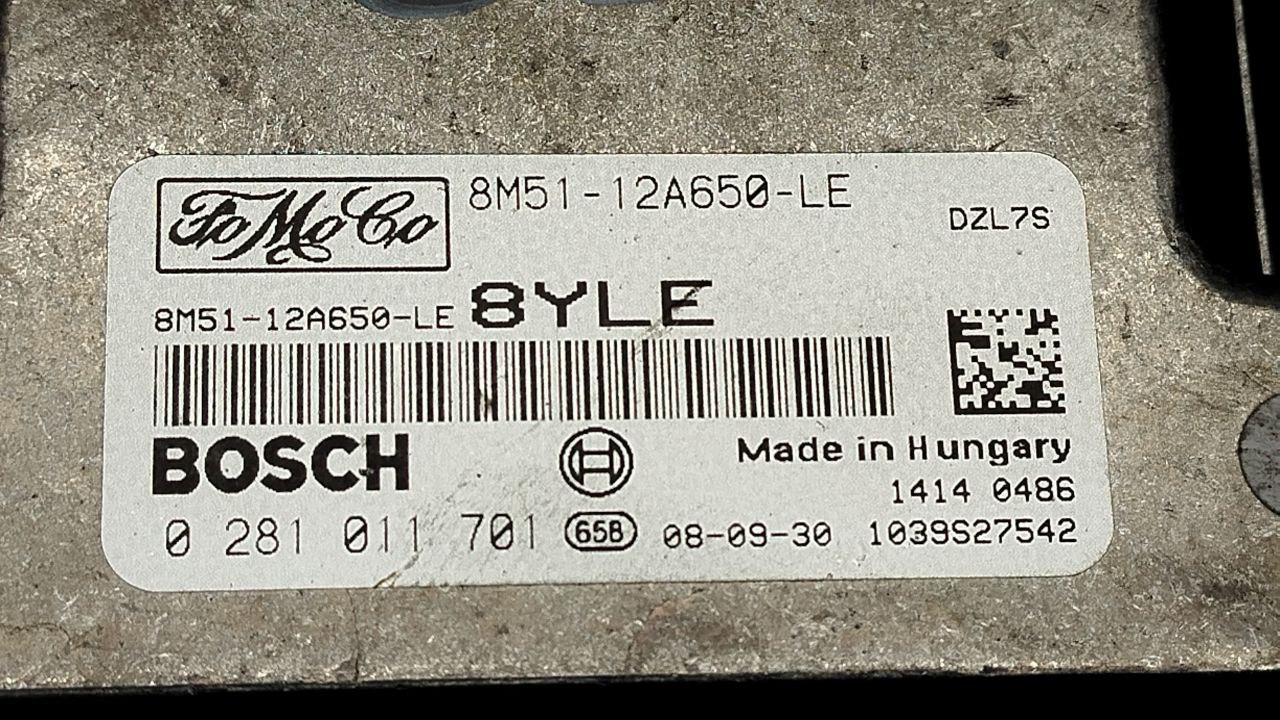 FoMoCo
8M51-12A650-LE
DZL7S
8M51-12A650-LE 8YLE
BOSCH
Made in Hungary
1414 0486
0 281 011 701 65B 08-09-30 1039S27542